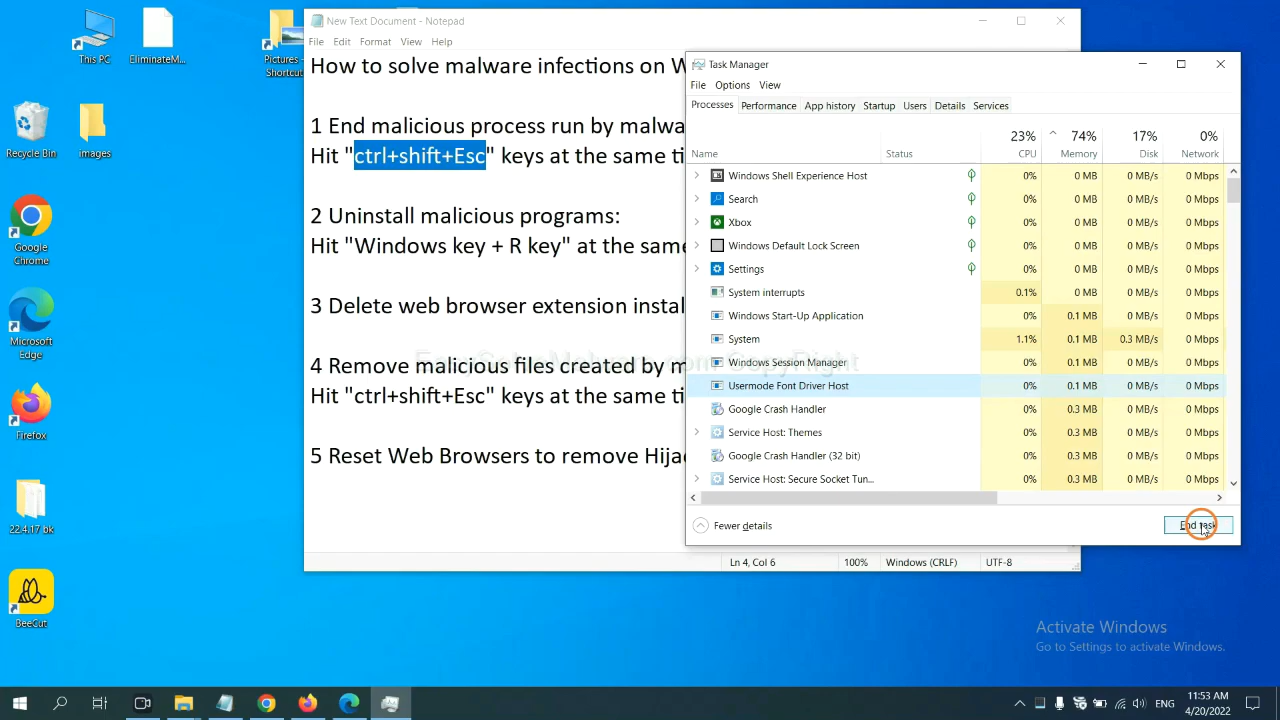 This PC
EliminateM...
Pictures - Shortcut
Recycle Bin
images
Google Chrome
Microsoft Edge
Firefox
22.4.17 bk
BeeCut
New Text Document - Notepad
File Edit Format View Help
How to solve malware infections on W
1 End malicious process run by malwa
Hit "ctrl+shift+Esc" keys at the same ti
2 Uninstall malicious programs:
Hit "Windows key + R key" at the same
3 Delete web browser extension instal
4 Remove malicious files created by m
Hit "ctrl+shift+Esc" keys at the same ti
5 Reset Web Browsers to remove Hijac
Ln 4, Col 6 100% Windows (CRLF) UTF-8
Task Manager
File Options View
Processes Performance App history Startup Users Details Services
23% 74% 17% 0%
Name Status CPU Memory Disk Network
Windows Shell Experience Host 0% 0 MB 0 MB/s 0 Mbps
Search 0% 0 MB 0 MB/s 0 Mbps
Xbox 0% 0 MB 0 MB/s 0 Mbps
Windows Default Lock Screen 0% 0 MB 0 MB/s 0 Mbps
Settings 0% 0 MB 0 MB/s 0 Mbps
System interrupts 0.1% 0 MB 0 MB/s 0 Mbps
Windows Start-Up Application 0% 0.1 MB 0 MB/s 0 Mbps
System 1.1% 0.1 MB 0.3 MB/s 0 Mbps
Windows Session Manager 0% 0.1 MB 0 MB/s 0 Mbps
Usermode Font Driver Host 0% 0.1 MB 0 MB/s 0 Mbps
Google Crash Handler 0% 0.3 MB 0 MB/s 0 Mbps
Service Host: Themes 0% 0.3 MB 0 MB/s 0 Mbps
Google Crash Handler (32 bit) 0% 0.3 MB 0 MB/s 0 Mbps
Service Host: Secure Socket Tun... 0% 0.3 MB 0 MB/s 0 Mbps
Fewer details
End task
CopyRight
Activate Windows
Go to Settings to activate Windows.
ENG
11:53 AM
4/20/2022